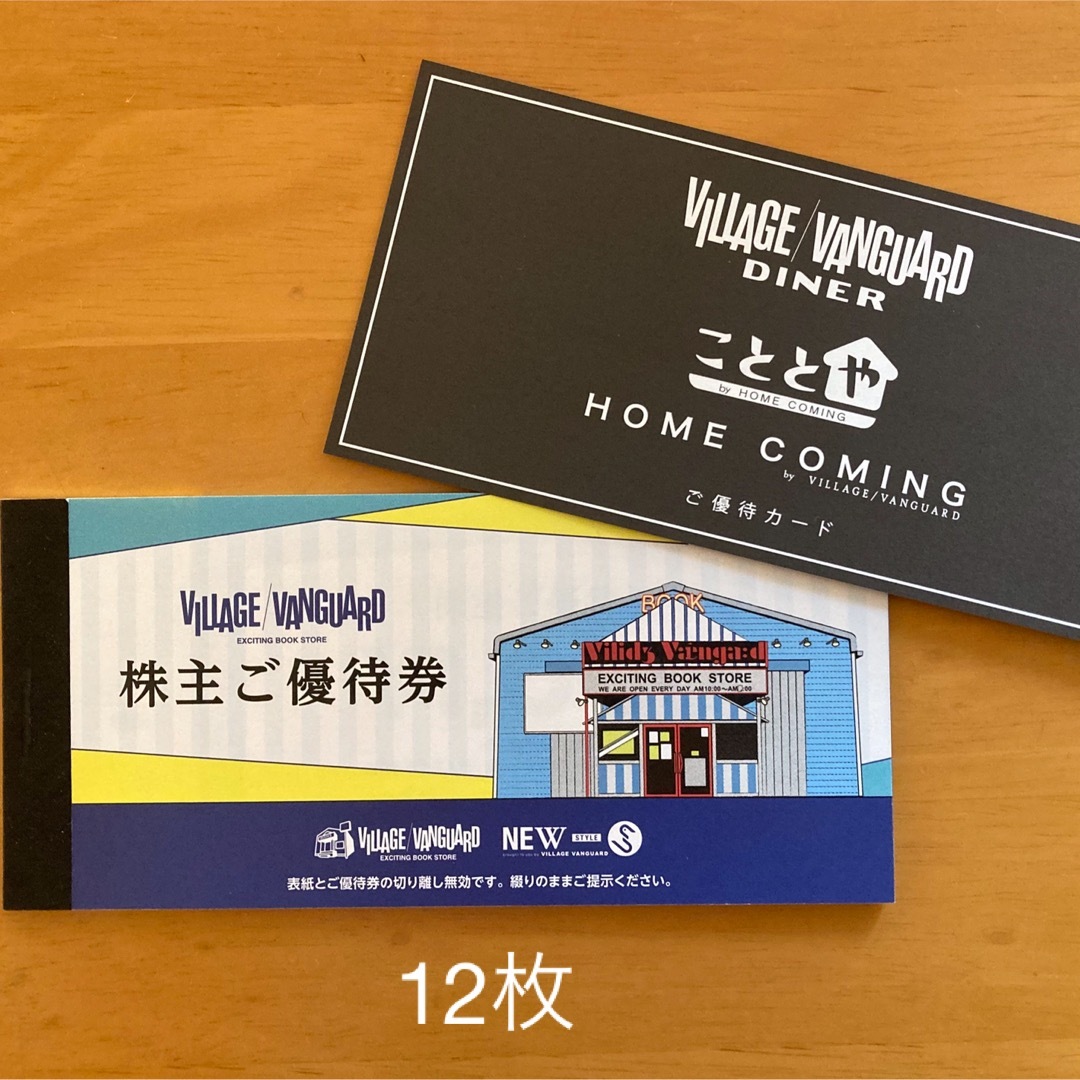 VILLAGE/VANGUARD
DINER
こととや
by HOME COMING
HOME COMING
by VILLAGE/VANGUARD
ご優待カード
VILLAGE/VANGUARD
EXCITING BOOK STORE
株主ご優待券
BOOK
EXCITING BOOK STORE
WE ARE OPEN EVERY DAY AM10:00~AM
VILLAGE/VANGUARD
EXCITING BOOK STORE
NEW STYLE
VILLAGE VANGUARD
表紙とご優待券の切り離し無効です。綴りのままご提示ください。
12枚